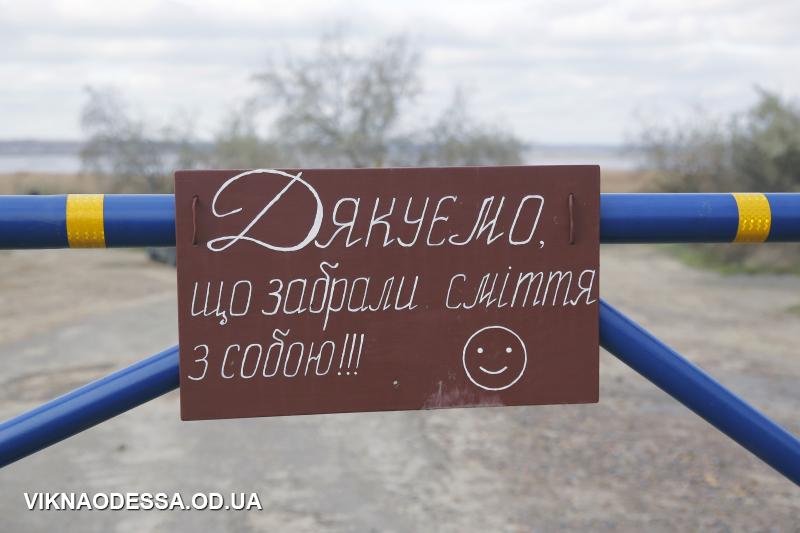 Дякуємо,
що забрали сміття
з собою!!!
VIKNAODESSA.OD.UA